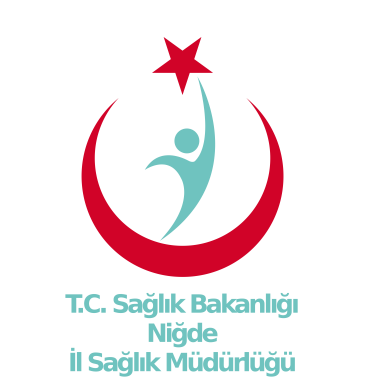 T.C. Sağlık Bakanlığı
Niğde
İl Sağlık Müdürlüğü